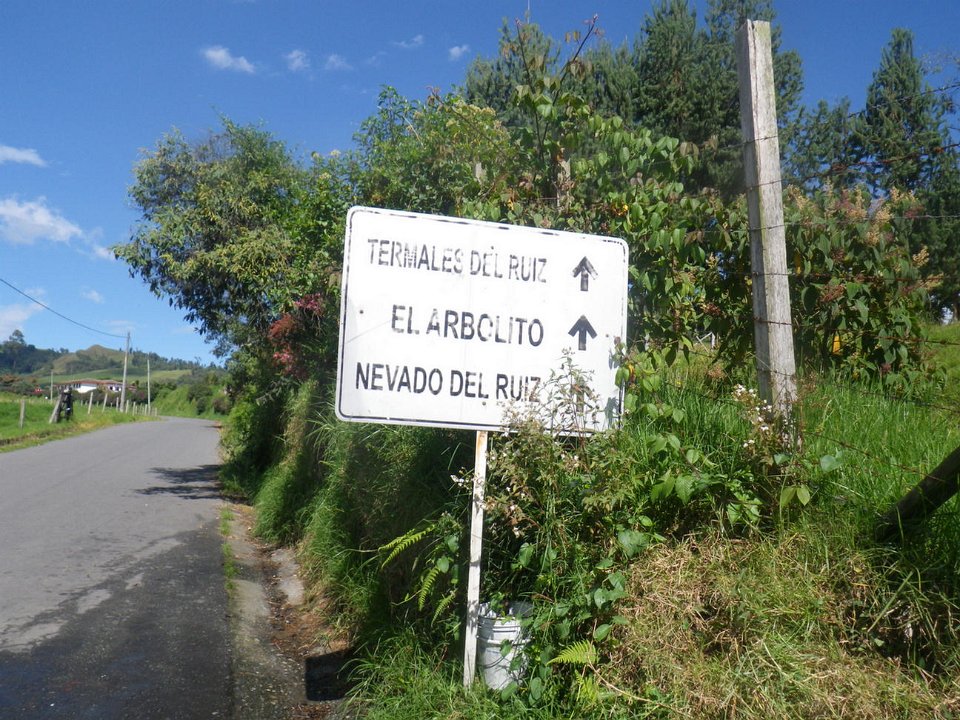 TERMALES DEL RUIZ
EL ARBOLITO
NEVADO DEL RUIZ